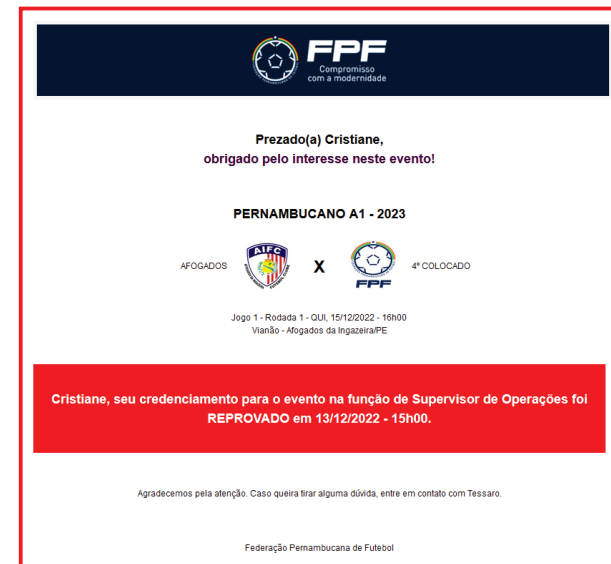 FPF
Compromisso
com a modernidade
Prezado(a) Cristiane,
obrigado pelo interesse neste evento!
PERNAMBUCANO A1 - 2023
AFOGADOS
AIFC
X
FPF
4º COLOCADO
Jogo 1 - Rodada 1 - QUI, 15/12/2022 - 16h00
Vianão - Afogados da Ingazeira/PE
Cristiane, seu credenciamento para o evento na função de Supervisor de Operações foi
REPROVADO em 13/12/2022 - 15h00.
Agradecemos pela atenção. Caso queira tirar alguma dúvida, entre em contato com Tessaro.
Federação Pernambucana de Futebol